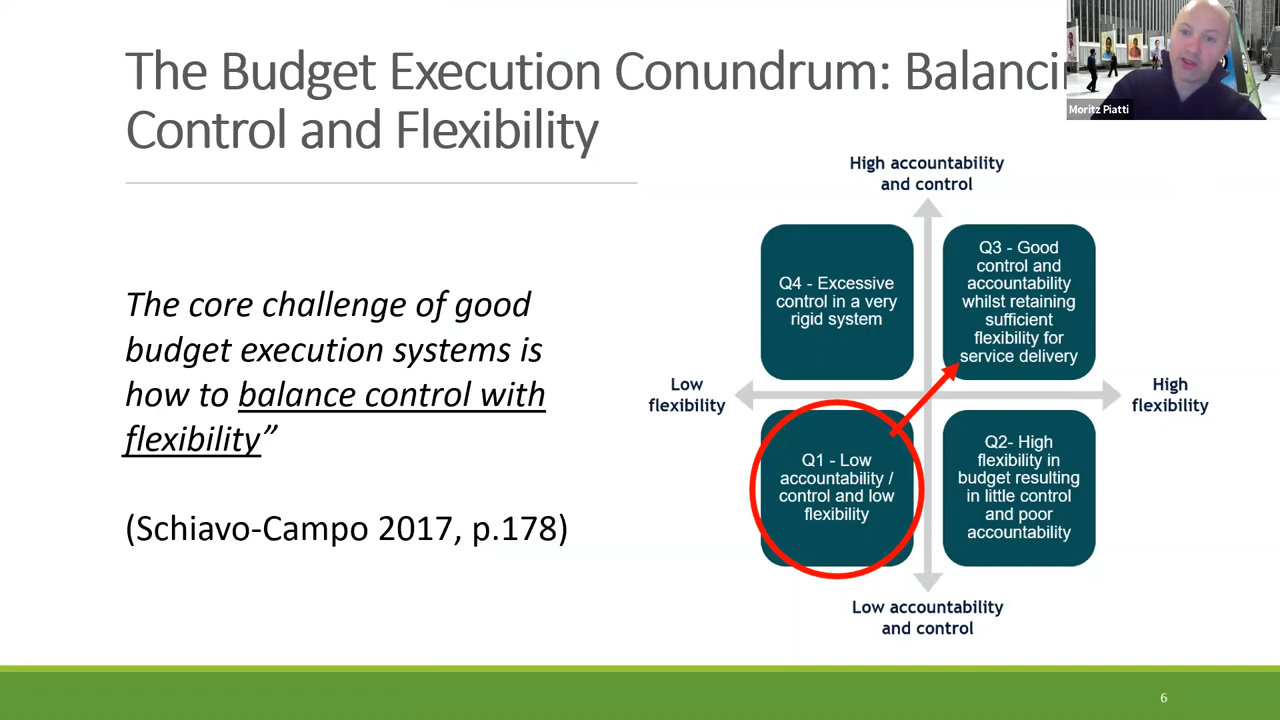 The Budget Execution Conundrum: Balanci
Control and Flexibility
Moritz Piatti
The core challenge of good
budget execution systems is
how to balance control with
flexibility”
(Schiavo-Campo 2017, p.178)
High accountability
and control
Q4 - Excessive
control in a very
rigid system
Q3 - Good
control and
accountability
whilst retaining
sufficient
flexibility for
service delivery
Low
flexibility
High
flexibility
Q1 - Low
accountability /
control and low
flexibility
Q2- High
flexibility in
budget resulting
in little control
and poor
accountability
Low accountability
and control
6